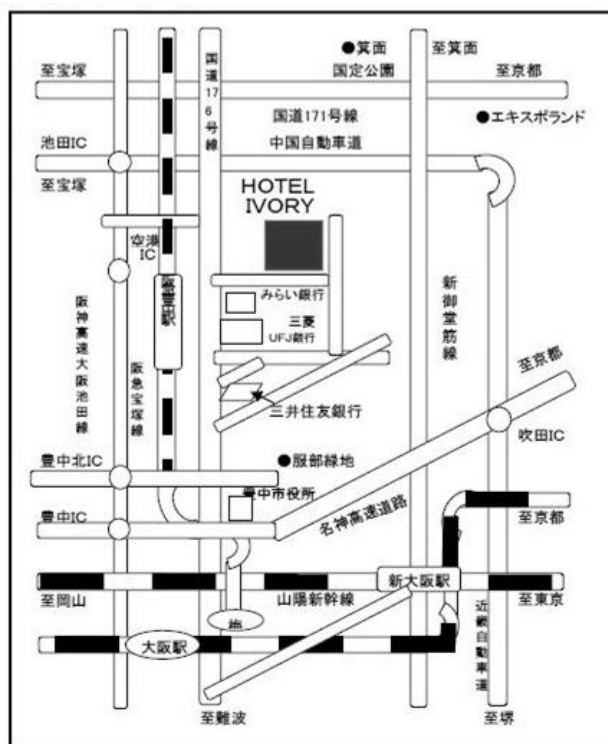 ●箕面
至箕面
至宝塚
国道176号線
国定公園
至京都
国道171号線
●エキスポランド
池田IC
中国自動車道
至宝塚
HOTEL
IVORY
空港
IC
阪急豊中駅
みらい銀行
三菱
UFJ銀行
新御堂筋線
阪神高速大阪池田線
阪急宝塚線
至京都
三井住友銀行
吹田IC
豊中北IC
●服部緑地
豊中市役所
豊中IC
名神高速道路
至京都
新大阪駅
至岡山
山陽新幹線
至東京
近畿自動車道
大阪駅
至難波
至堺